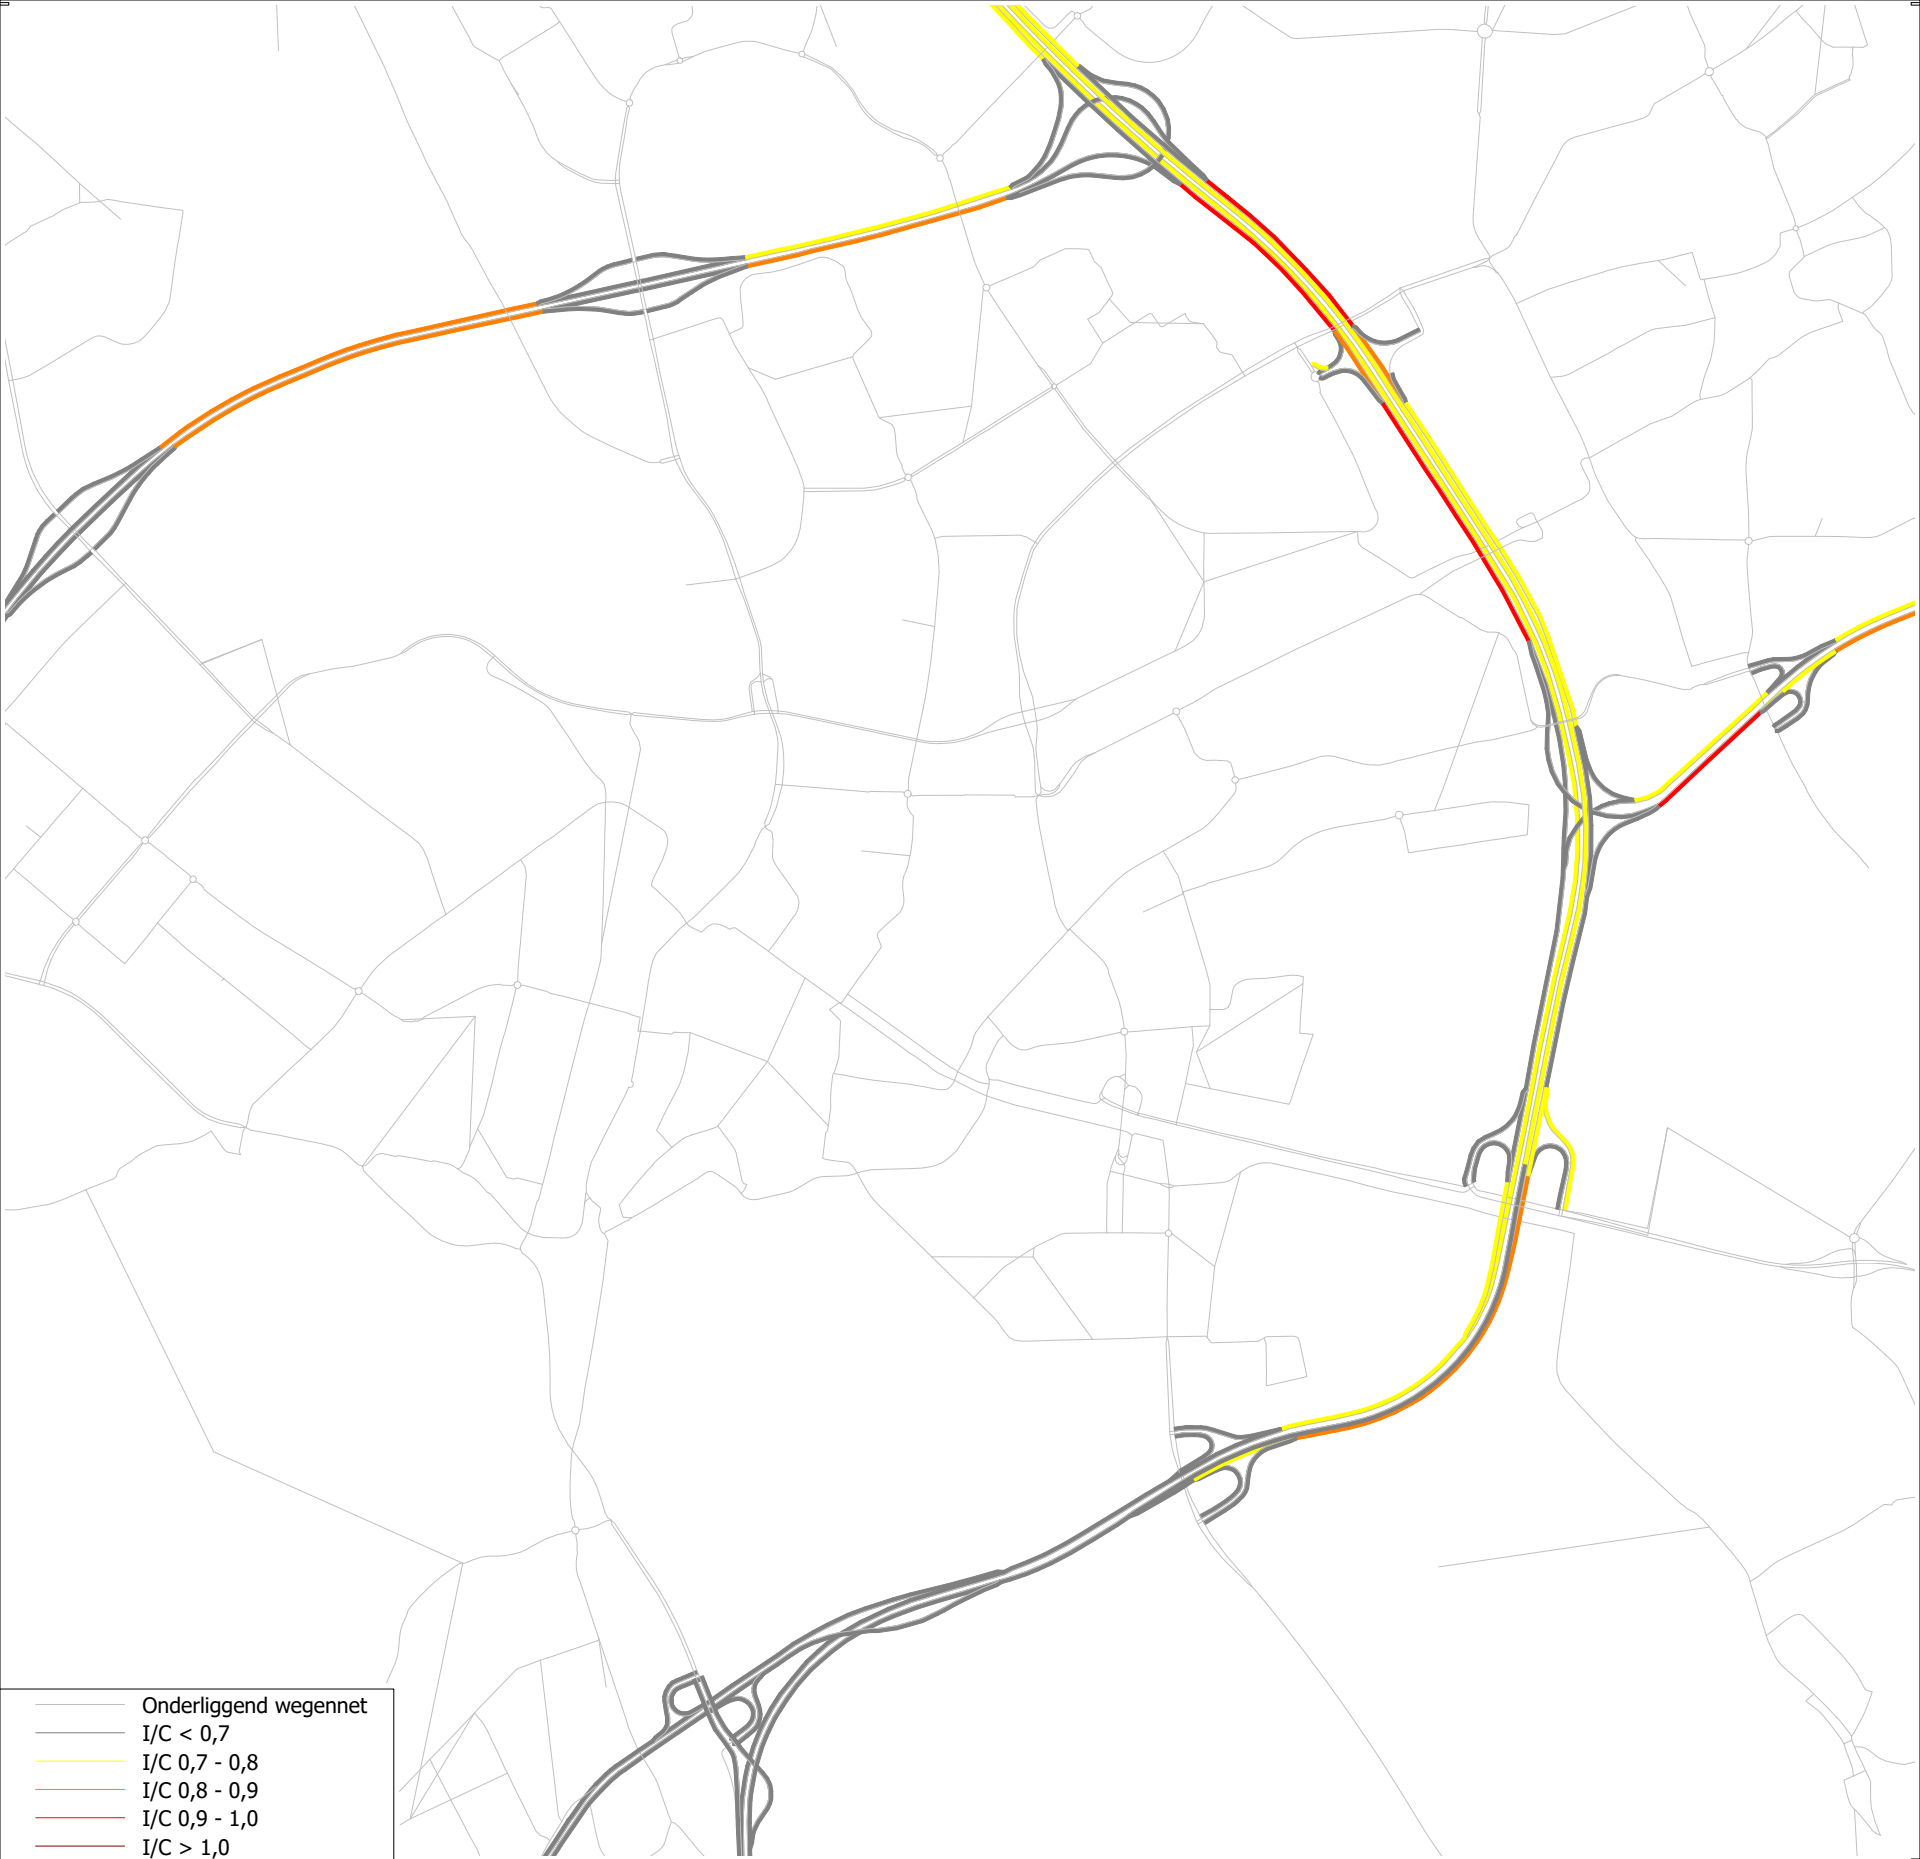 Onderliggend wegennet
I/C < 0,7
I/C 0,7 - 0,8
I/C 0,8 - 0,9
I/C 0,9 - 1,0
I/C > 1,0